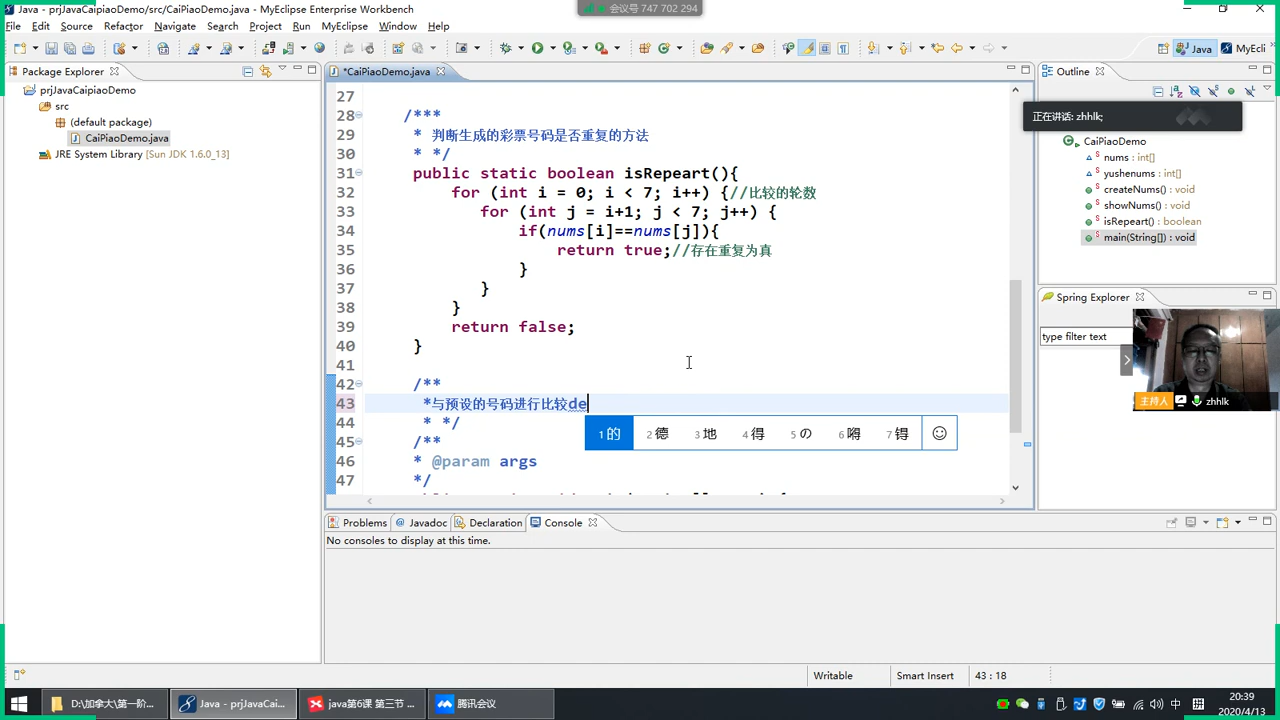 Java - prjJavaCaipiaoDemo/src/CaiPiaoDemo.java - MyEclipse Enterprise Workbench
会议号 747 702 294
File Edit Source Refactor Navigate Search Project Run MyEclipse Window Help
Java
MyEcli
Package Explorer
prjJavaCaipiaoDemo
src
(default package)
CaiPiaoDemo.java
JRE System Library [Sun JDK 1.6.0_13]
*CaiPiaoDemo.java
27
28 /***
29 * 判断生成的彩票号码是否重复的方法
30 * */
31 public static boolean isRepeart(){
32 for (int i = 0; i < 7; i++) {//比较的轮数
33 for (int j = i+1; j < 7; j++) {
34 if(nums[i]==nums[j]){
35 return true;//存在重复为真
36 }
37 }
38 }
39 return false;
40 }
41
42 /**
43 *与预设的号码进行比较de
44 * */
45 /**
46 * @param args
47 */
1的 2德 3地 4得 5の 6嘚 7锝
Outline
正在讲话: zhhlk;
CaiPiaoDemo
nums : int[]
yushenums : int[]
createNums() : void
showNums() : void
isRepeart() : boolean
main(String[]) : void
Spring Explorer
type filter text
主持人 zhhlk
Problems @ Javadoc Declaration Console
No consoles to display at this time.
Writable Smart Insert 43 : 18
D:\加拿大\第一阶...
Java - prjJavaCai...
java第6课 第三节 ...
腾讯会议
中
20:39
2020/4/13